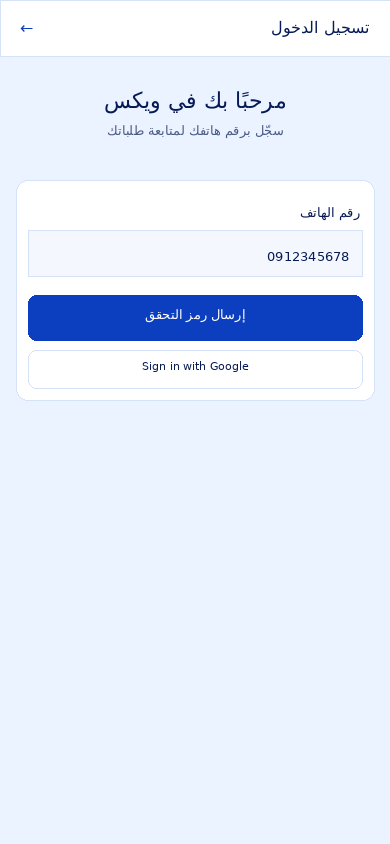 تسجيل الدخول ←
مرحبًا بك في ويكس
سجّل برقم هاتفك لمتابعة طلباتك
رقم الهاتف
0912345678
إرسال رمز التحقق
Sign in with Google